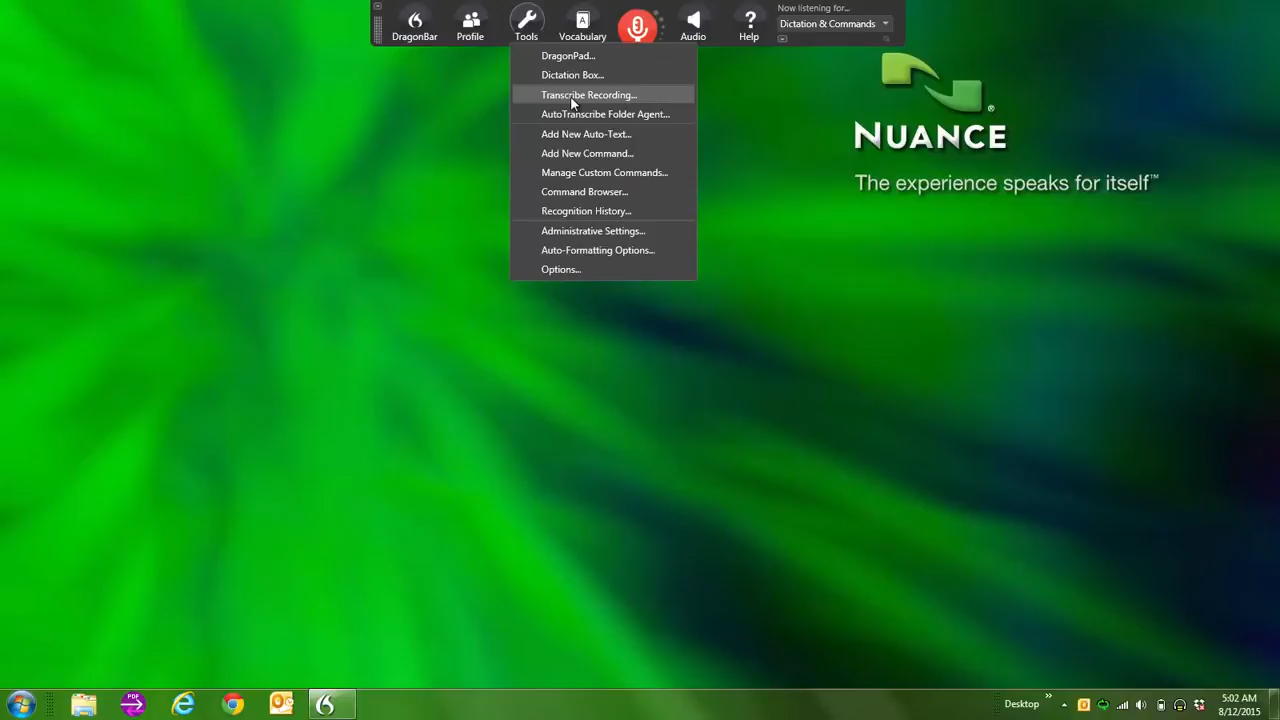 Now listening for...
DragonBar Profile Tools Vocabulary Audio Help Dictation & Commands
DragonPad...
Dictation Box...
Transcribe Recording...
AutoTranscribe Folder Agent...
Add New Auto-Text...
Add New Command...
Manage Custom Commands...
Command Browser...
Recognition History...
Administrative Settings...
Auto-Formatting Options...
Options...
NUANCE®
The experience speaks for itself™
PDF
Desktop
5:02 AM
8/12/2015